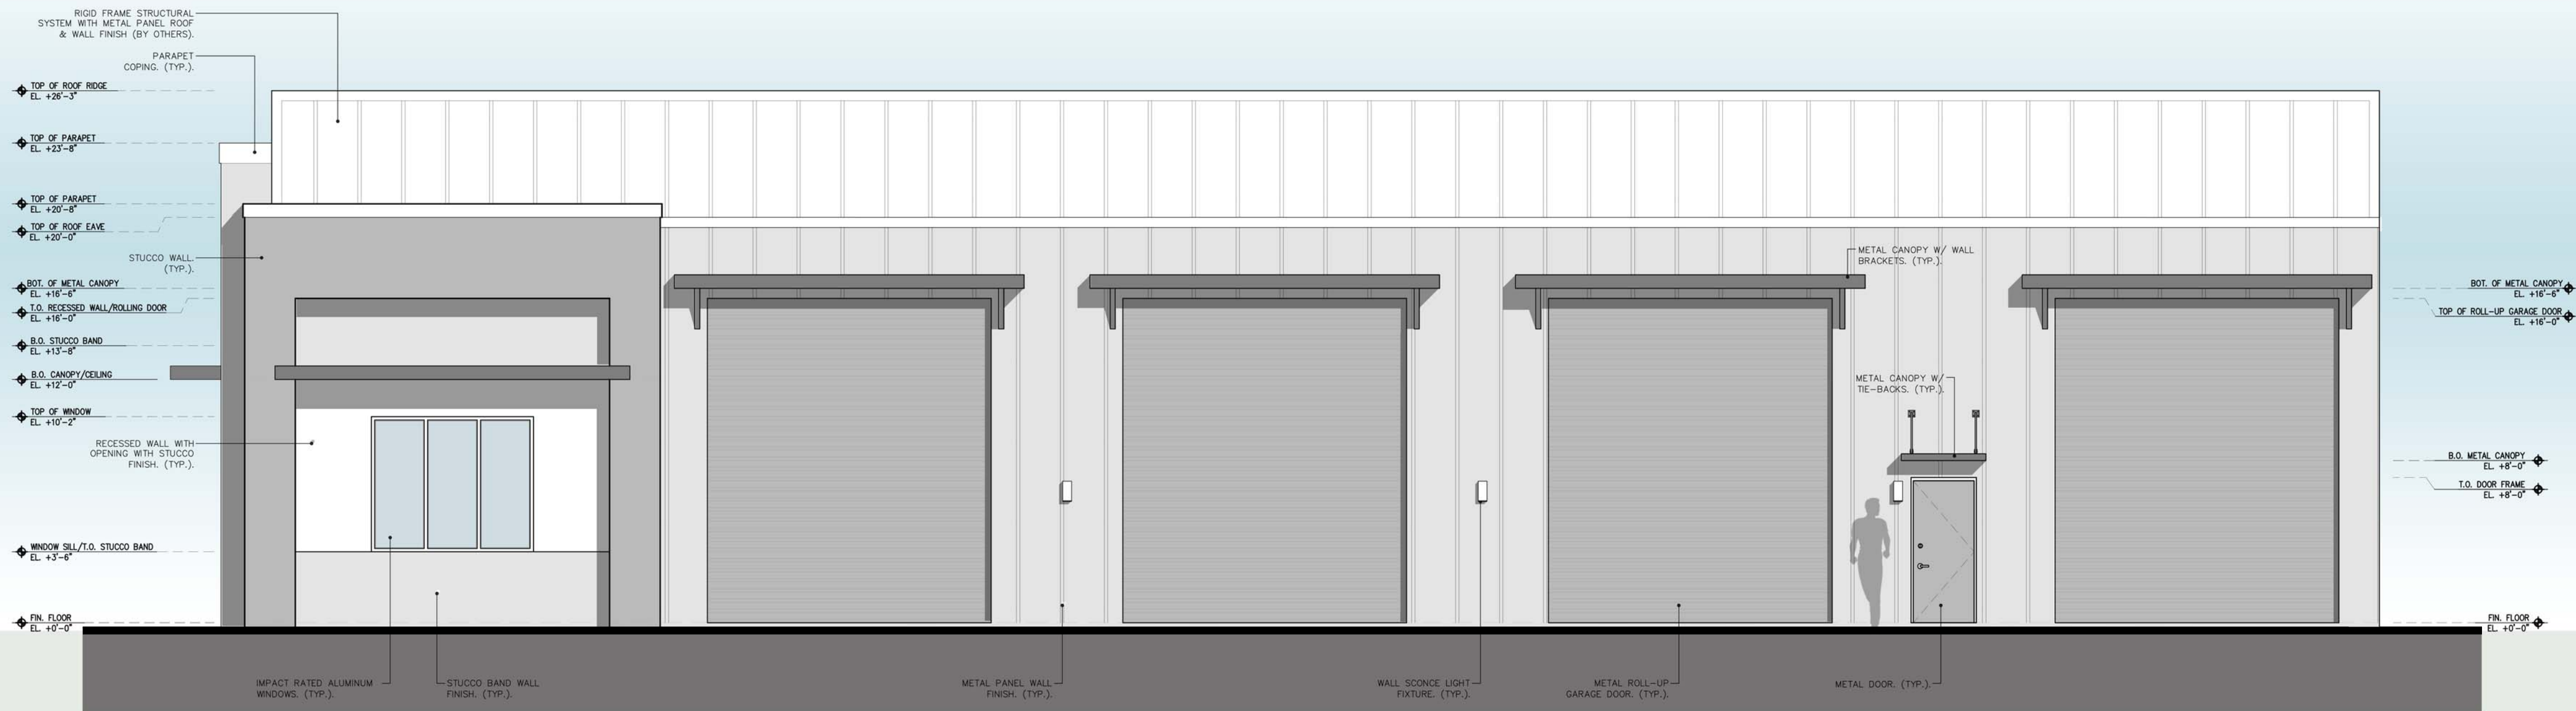 RIGID FRAME STRUCTURAL
SYSTEM WITH METAL PANEL ROOF
& WALL FINISH (BY OTHERS).
PARAPET
COPING. (TYP.).
TOP OF ROOF RIDGE
EL. +26'-3"
TOP OF PARAPET
EL. +23'-8"
TOP OF PARAPET
EL. +20'-8"
TOP OF ROOF EAVE
EL. +20'-0"
STUCCO WALL.
(TYP.).
BOT. OF METAL CANOPY
EL. +16'-6"
T.O. RECESSED WALL/ROLLING DOOR
EL. +16'-0"
B.O. STUCCO BAND
EL. +13'-8"
B.O. CANOPY/CEILING
EL. +12'-0"
TOP OF WINDOW
EL. +10'-2"
RECESSED WALL WITH
OPENING WITH STUCCO
FINISH. (TYP.).
WINDOW SILL/T.O. STUCCO BAND
EL. +3'-6"
FIN. FLOOR
EL. +0'-0"
METAL CANOPY W/ WALL
BRACKETS. (TYP.).
METAL CANOPY W/
TIE-BACKS. (TYP.).
BOT. OF METAL CANOPY
EL. +16'-6"
TOP OF ROLL-UP GARAGE DOOR
EL. +16'-0"
B.O. METAL CANOPY
EL. +8'-0"
T.O. DOOR FRAME
EL. +8'-0"
FIN. FLOOR
EL. +0'-0"
IMPACT RATED ALUMINUM
WINDOWS. (TYP.).
STUCCO BAND WALL
FINISH. (TYP.).
METAL PANEL WALL
FINISH. (TYP.).
WALL SCONCE LIGHT
FIXTURE. (TYP.).
METAL ROLL-UP
GARAGE DOOR. (TYP.).
METAL DOOR. (TYP.).